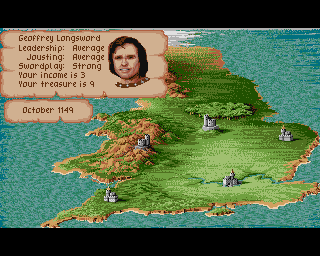 Geoffrey Longsword
Leadership: Average
Jousting: Average
Swordplay: Strong
Your income is 3
Your treasure is 9
October 1149